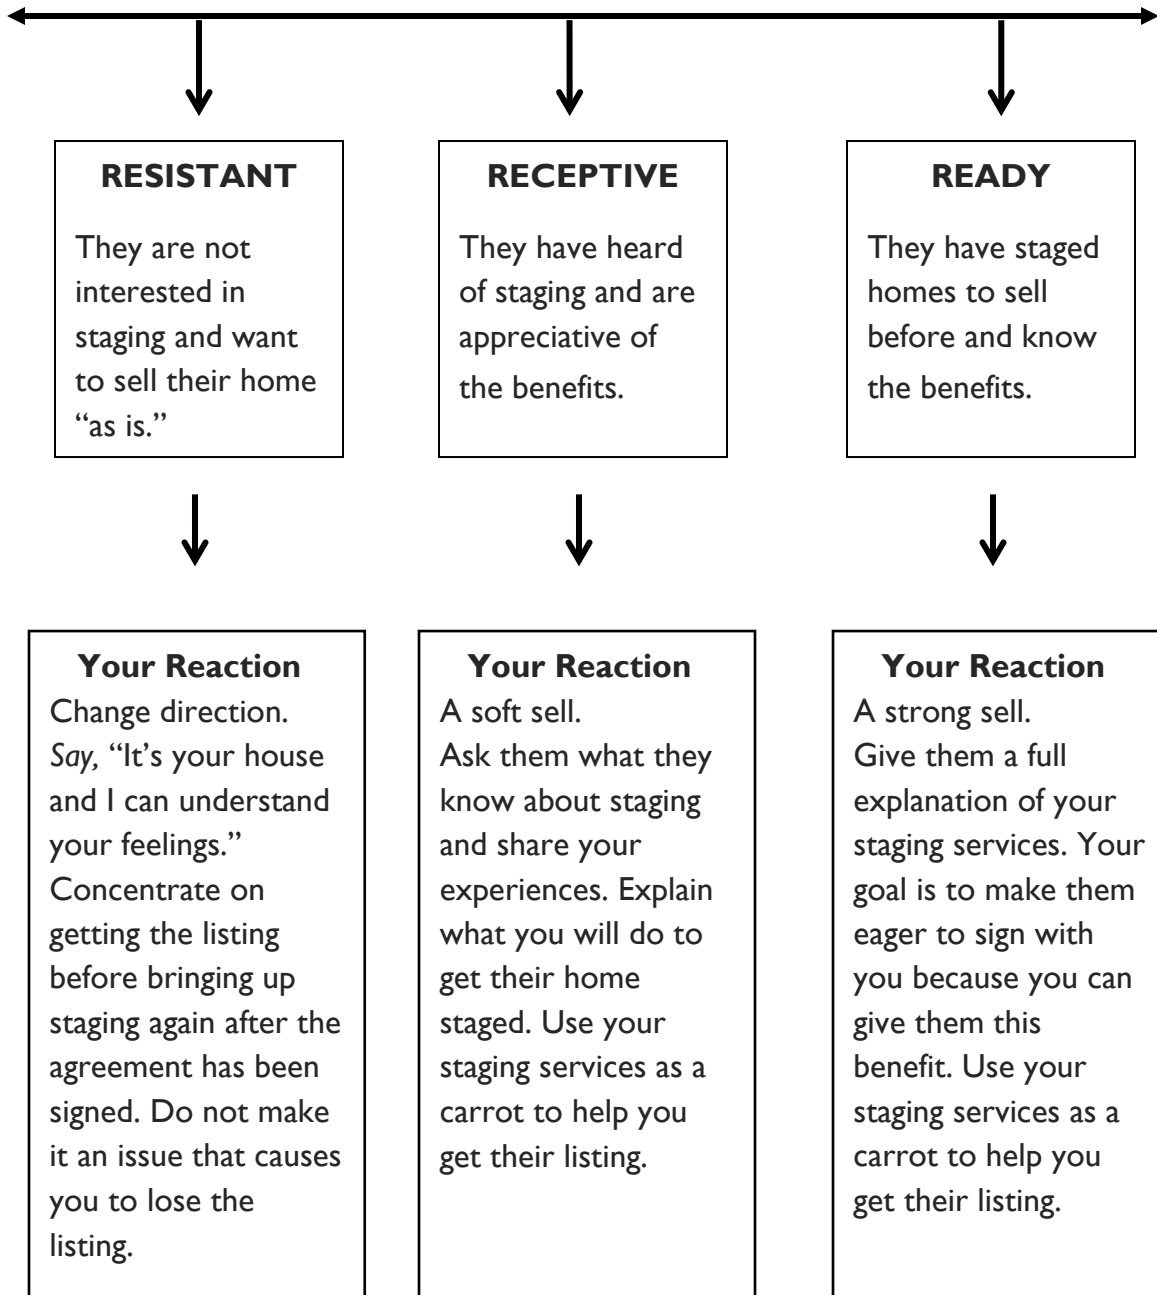 RESISTANT
They are not
interested in
staging and want
to sell their home
“as is.”
RECEPTIVE
They have heard
of staging and are
appreciative of
the benefits.
READY
They have staged
homes to sell
before and know
the benefits.
Your Reaction
Change direction.
Say, “It’s your house
and I can understand
your feelings.”
Concentrate on
getting the listing
before bringing up
staging again after the
agreement has been
signed. Do not make
it an issue that causes
you to lose the
listing.
Your Reaction
A soft sell.
Ask them what they
know about staging
and share your
experiences. Explain
what you will do to
get their home
staged. Use your
staging services as a
carrot to help you
get their listing.
Your Reaction
A strong sell.
Give them a full
explanation of your
staging services. Your
goal is to make them
eager to sign with
you because you can
give them this
benefit. Use your
staging services as a
carrot to help you
get their listing.